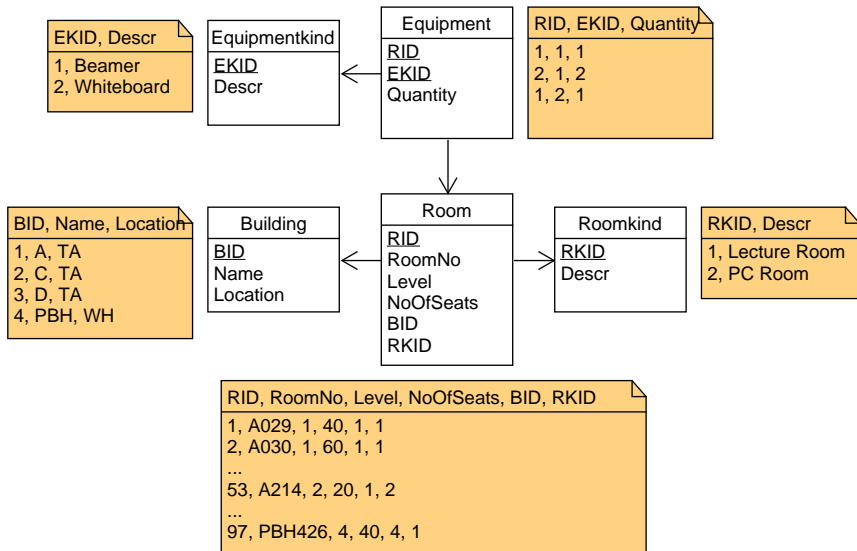 EKID, Descr
1, Beamer
2, Whiteboard
Equipmentkind
EKID
Descr
Equipment
RID
EKID
Quantity
RID, EKID, Quantity
1, 1, 1
2, 1, 2
1, 2, 1
BID, Name, Location
1, A, TA
2, C, TA
3, D, TA
4, PBH, WH
Building
BID
Name
Location
Room
RID
RoomNo
Level
NoOfSeats
BID
RKID
Roomkind
RKID
Descr
RKID, Descr
1, Lecture Room
2, PC Room
RID, RoomNo, Level, NoOfSeats, BID, RKID
1, A029, 1, 40, 1, 1
2, A030, 1, 60, 1, 1
...
53, A214, 2, 20, 1, 2
...
97, PBH426, 4, 40, 4, 1